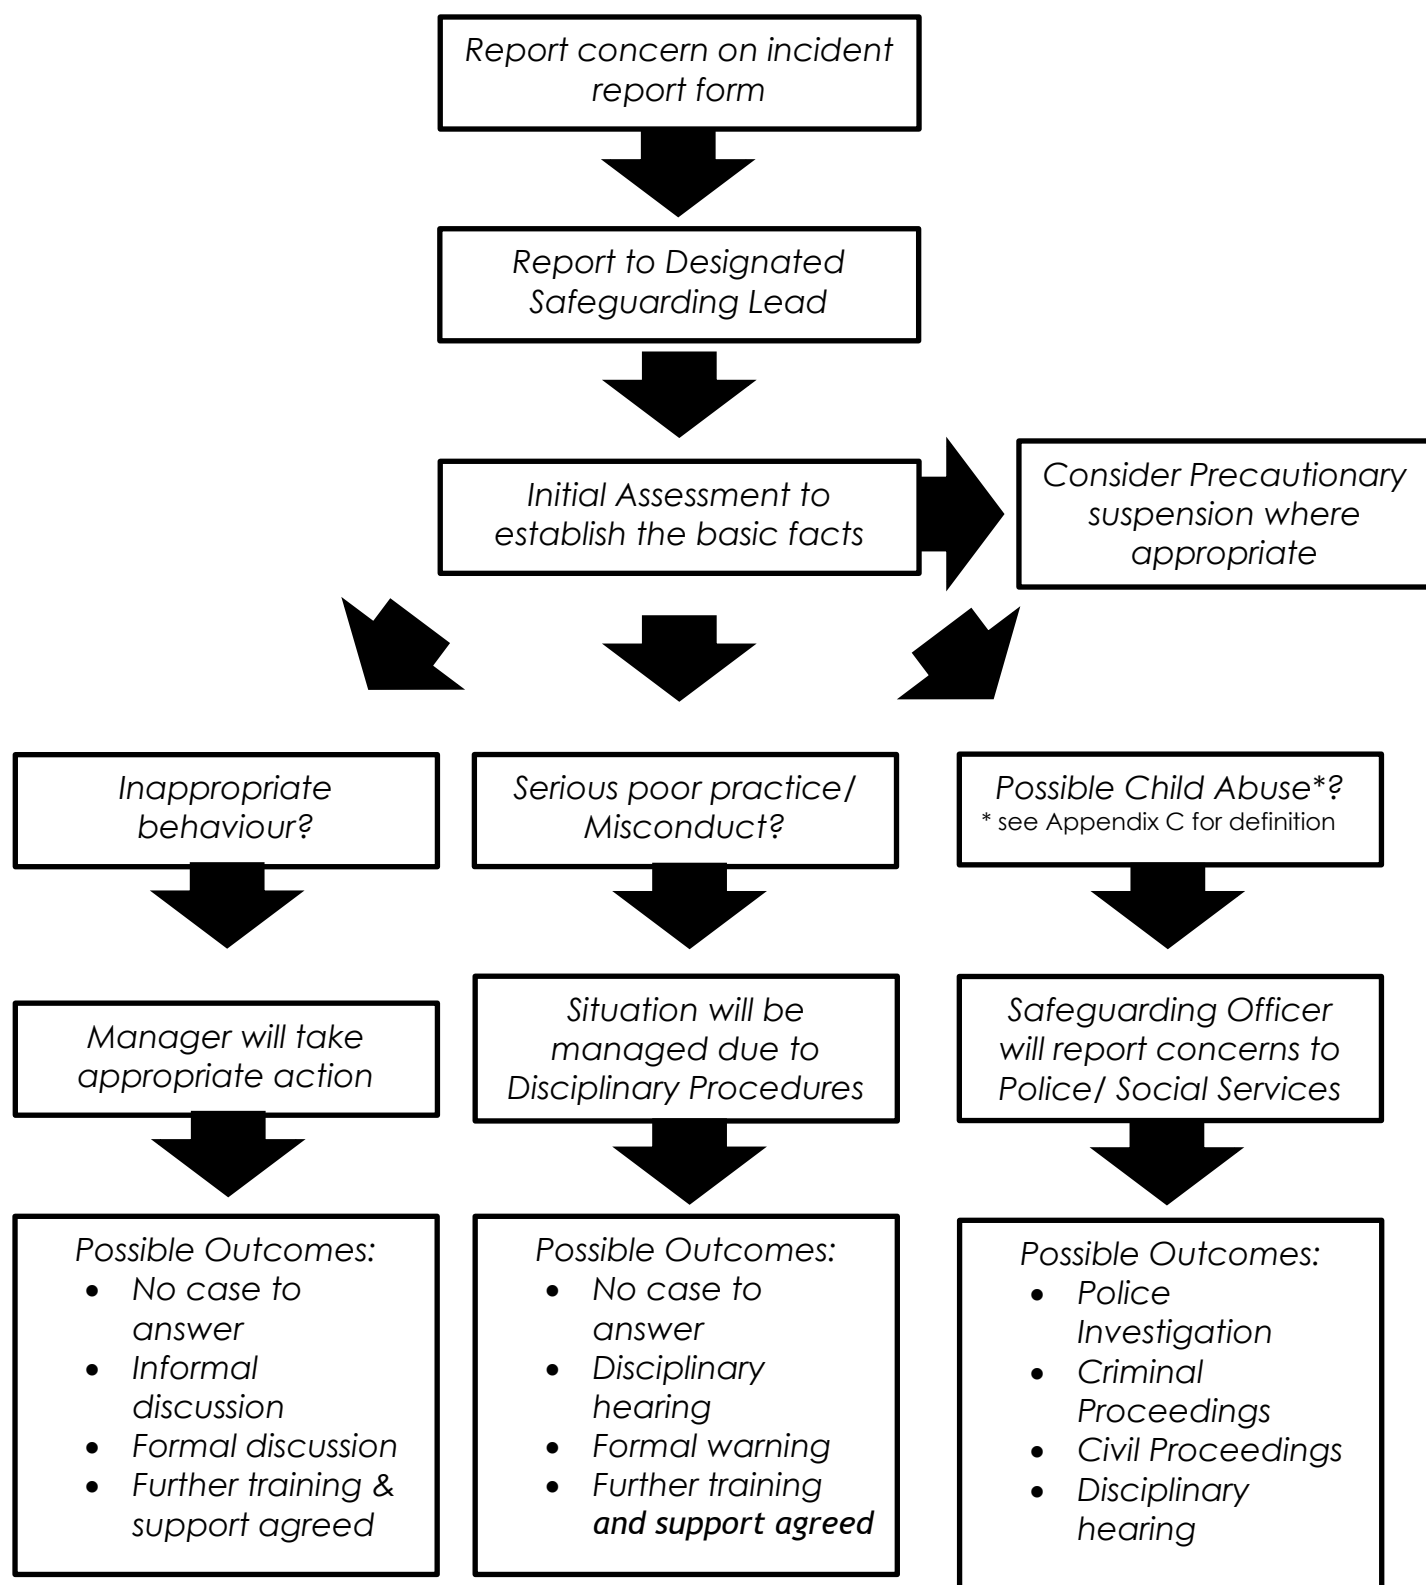 Report concern on incident
report form
Report to Designated
Safeguarding Lead
Initial Assessment to
establish the basic facts
Consider Precautionary
suspension where
appropriate
Inappropriate
behaviour?
Serious poor practice/
Misconduct?
Possible Child Abuse*?
* see Appendix C for definition
Manager will take
appropriate action
Situation will be
managed due to
Disciplinary Procedures
Safeguarding Officer
will report concerns to
Police/ Social Services
Possible Outcomes:
• No case to
answer
• Informal
discussion
• Formal discussion
• Further training &
support agreed
Possible Outcomes:
• No case to
answer
• Disciplinary
hearing
• Formal warning
• Further training
and support agreed
Possible Outcomes:
• Police
Investigation
• Criminal
Proceedings
• Civil Proceedings
• Disciplinary
hearing